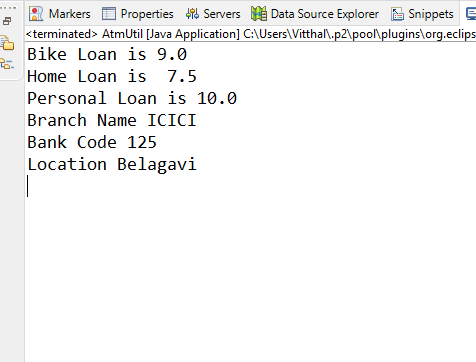 Markers Properties Servers Data Source Explorer Snippets
<terminated> AtmUtil [Java Application] C:\Users\Vitthal\.p2\pool\plugins\org.eclips
Bike Loan is 9.0
Home Loan is  7.5
Personal Loan is 10.0
Branch Name ICICI
Bank Code 125
Location Belagavi